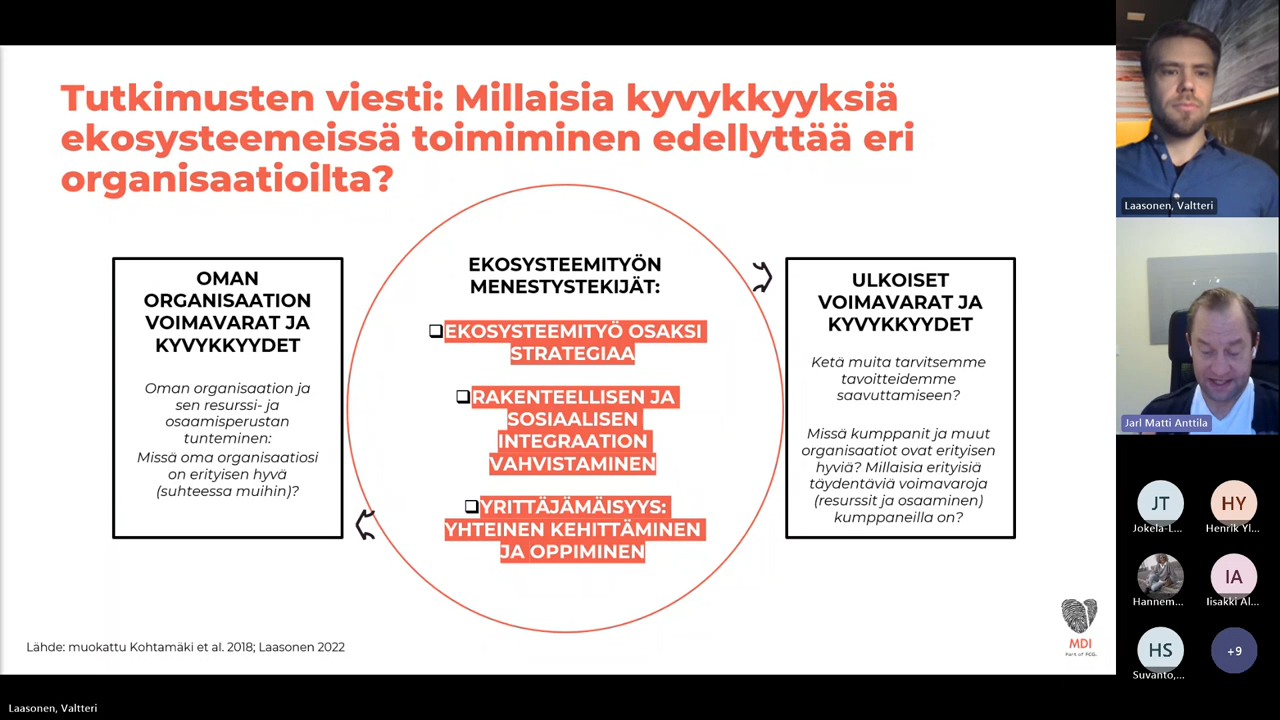 Tutkimusten viesti: Millaisia kyvykkyyksiä
ekosysteemeissä toimiminen edellyttää eri
organisaatioilta?
OMAN
ORGANISAATION
VOIMAVARAT JA
KYVYKKYYDET
Oman organisaation ja
sen resurssi- ja
osaamisperustan
tunteminen:
Missä oma organisaatiosi
on erityisen hyvä
(suhteessa muihin)?
EKOSYSTEEMITYÖN
MENESTYSTEKIJÄT:
❑EKOSYSTEEMITYÖ OSAKSI
STRATEGIAA
❑RAKENTEELLISEN JA
SOSIAALISEN
INTEGRAATION
VAHVISTAMINEN
❑YRITTÄJÄMÄISYYS:
YHTEINEN KEHITTÄMINEN
JA OPPIMINEN
ULKOISET
VOIMAVARAT JA
KYVYKKYYDET
Ketä muita tarvitsemme
tavoitteidemme
saavuttamiseen?
Missä kumppanit ja muut
organisaatiot ovat erityisen
hyviä? Millaisia erityisiä
täydentäviä voimavaroja
(resurssit ja osaaminen)
kumppaneilla on?
Lähde: muokattu Kohtamäki et al. 2018; Laasonen 2022
MDI
Part of FCG.
Laasonen, Valtteri
Laasonen, Valtteri
Jarl Matti Anttila
JT
Jokela-L...
HY
Henrik Yl...
Hannem...
IA
Iisakki Al...
HS
Suvanto,...
+9